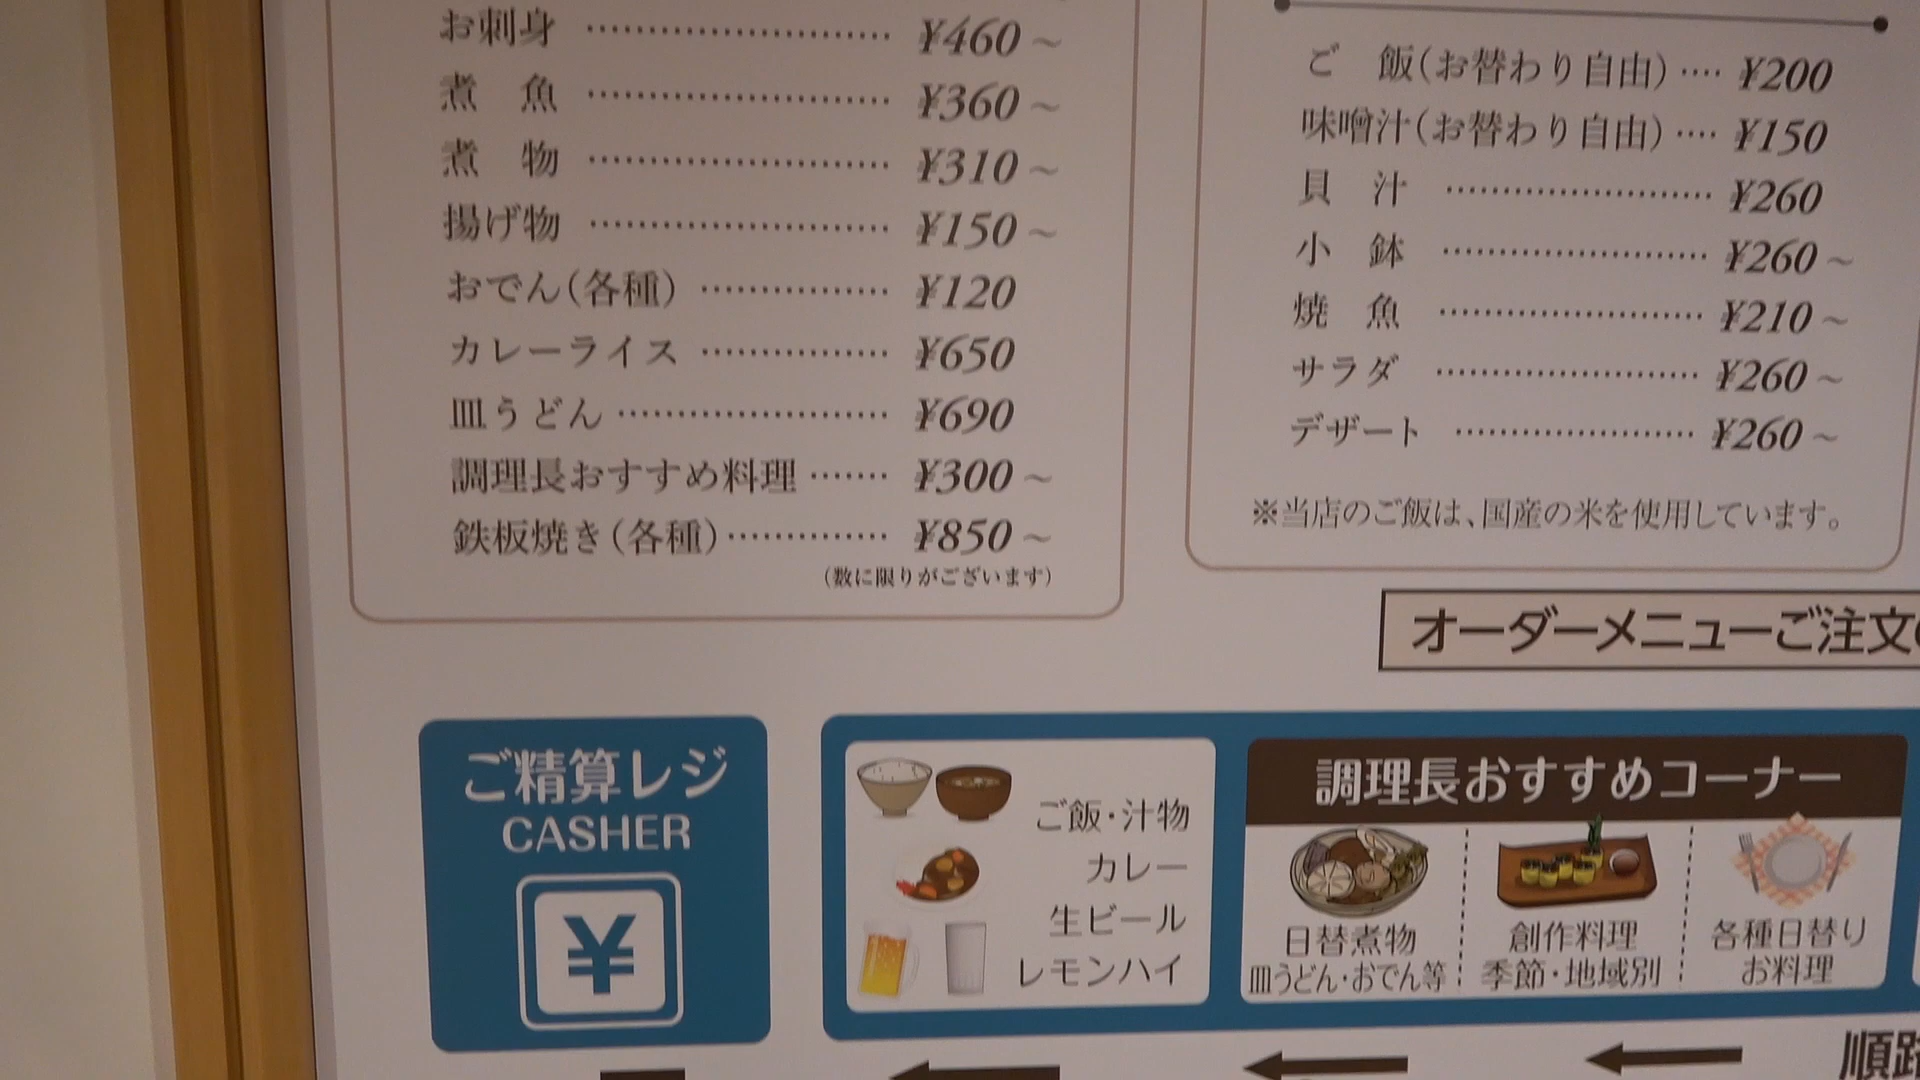 お刺身 ¥460～
煮 魚 ¥360～
煮 物 ¥310～
揚げ物 ¥150～
おでん(各種) ¥120
カレーライス ¥650
皿うどん ¥690
調理長おすすめ料理 ¥300～
鉄板焼き(各種) ¥850～
(数に限りがございます)
ご 飯(お替わり自由) ¥200
味噌汁(お替わり自由) ¥150
貝 汁 ¥260
小 鉢 ¥260～
焼 魚 ¥210～
サラダ ¥260～
デザート ¥260～
※当店のご飯は、国産の米を使用しています。
オーダーメニューご注文
ご精算レジ
CASHER
¥
ご飯・汁物
カレー
生ビール
レモンハイ
調理長おすすめコーナー
日替煮物
皿うどん・おでん等
創作料理
季節・地域別
各種日替り
お料理
順路